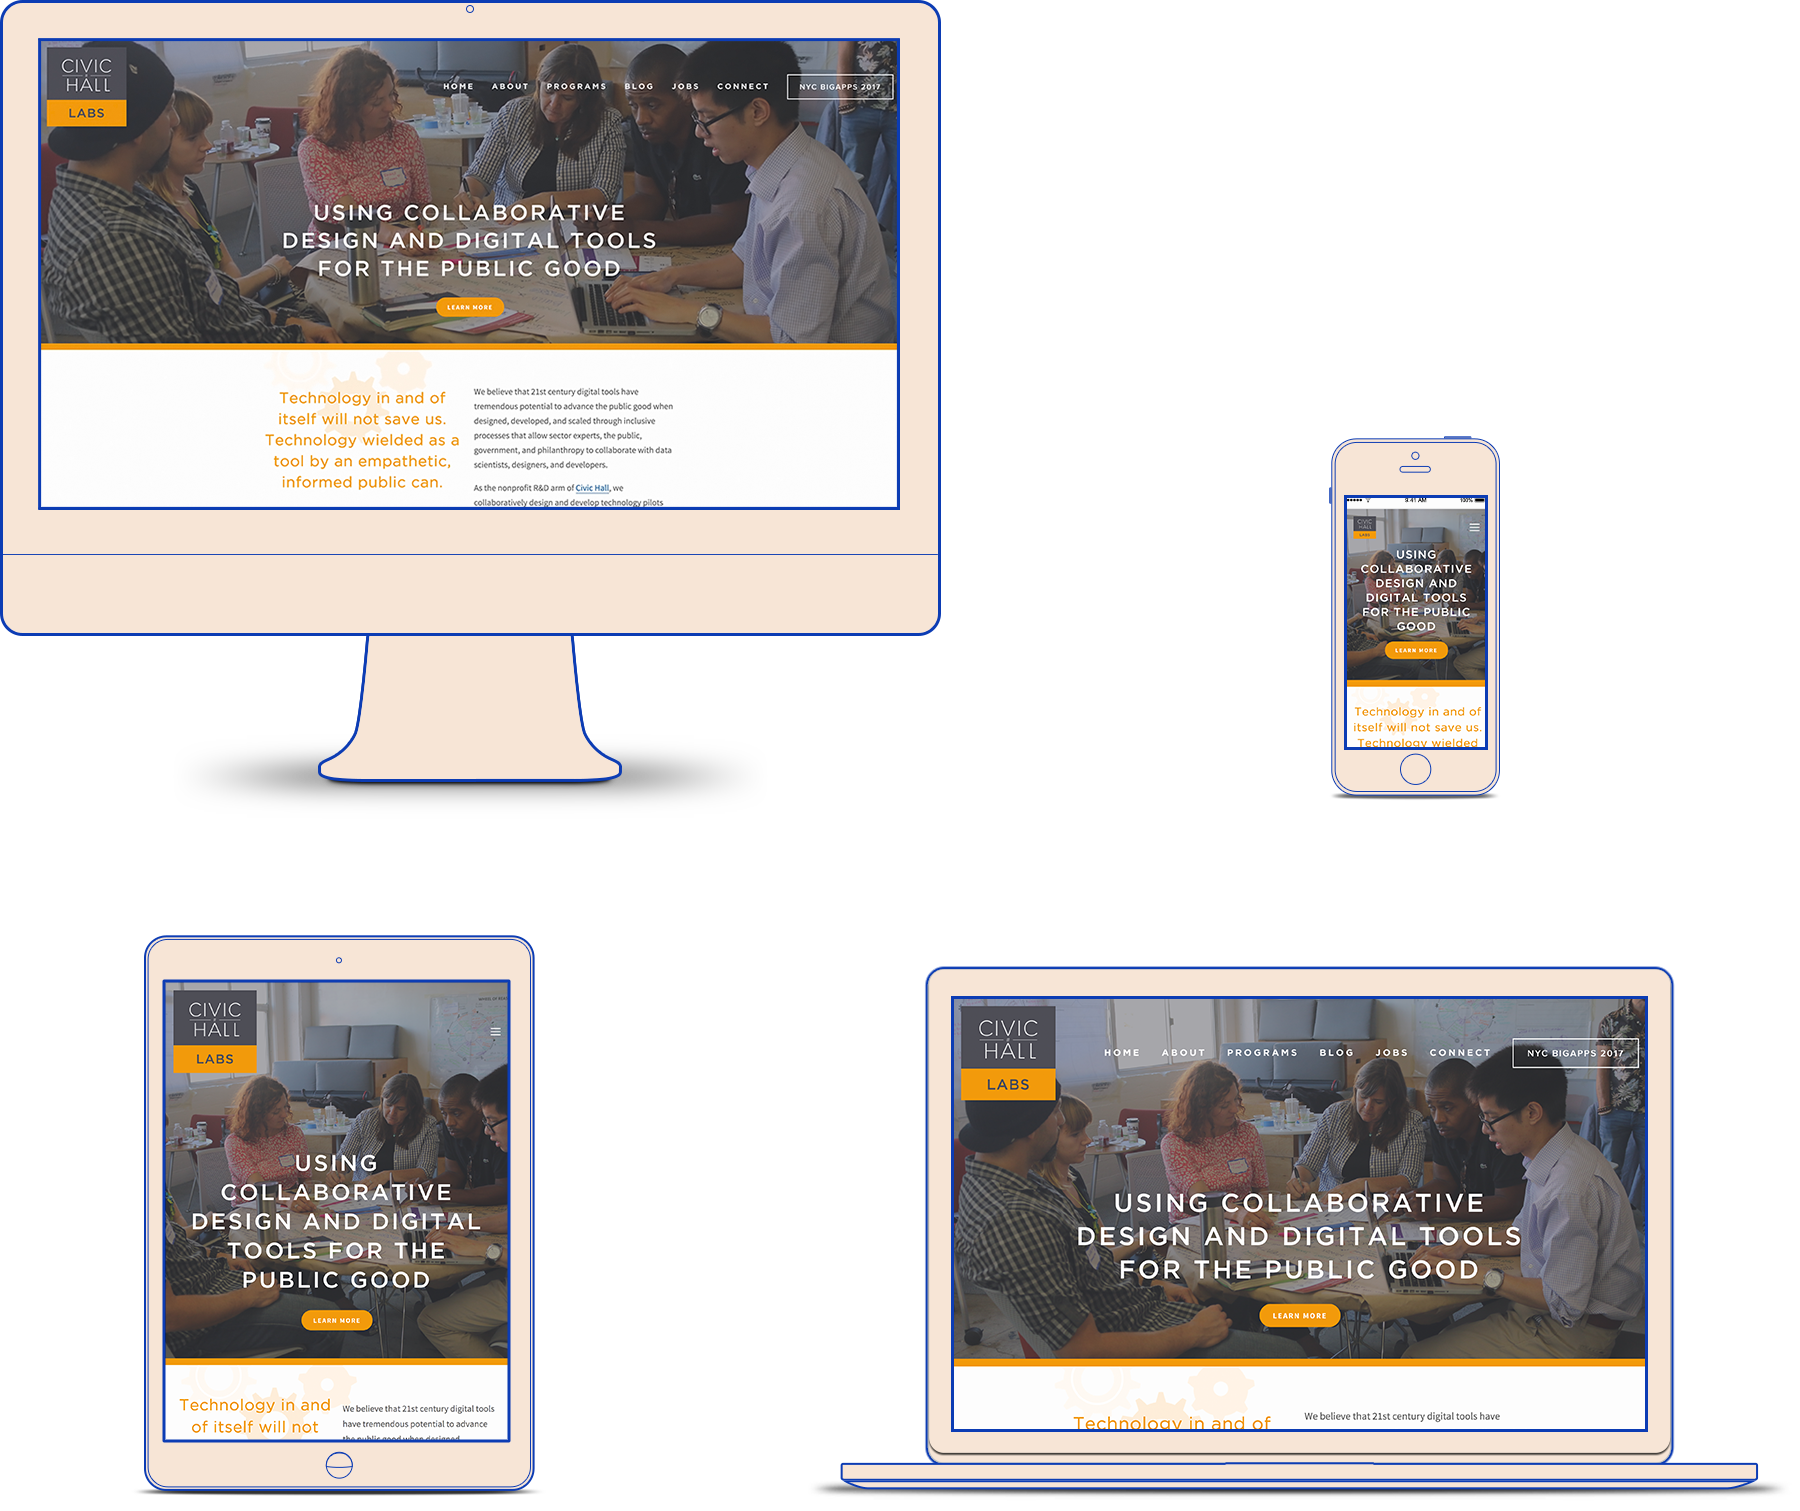 CIVIC
HALL
LABS
HOME ABOUT PROGRAMS BLOG JOBS CONNECT NYC BIGAPPS 2017
USING COLLABORATIVE
DESIGN AND DIGITAL TOOLS
FOR THE PUBLIC GOOD
LEARN MORE
Technology in and of
itself will not save us.
Technology wielded as a
tool by an empathetic,
informed public can.
We believe that 21st century digital tools have
tremendous potential to advance the public good when
designed, developed, and scaled through inclusive
processes that allow sector experts, the public,
government, and philanthropy to collaborate with data
scientists, designers, and developers.
As the nonprofit R&D arm of Civic Hall, we
collaboratively design and develop technology pilots
9:41 AM 100%
CIVIC
HALL
LABS
USING
COLLABORATIVE
DESIGN AND
DIGITAL TOOLS
FOR THE PUBLIC
GOOD
LEARN MORE
Technology in and of
itself will not save us.
Technology wielded
CIVIC
HALL
LABS
USING
COLLABORATIVE
DESIGN AND DIGITAL
TOOLS FOR THE
PUBLIC GOOD
LEARN MORE
Technology in and
of itself will not
We believe that 21st century digital tools
have tremendous potential to advance
the public good when designed
CIVIC
HALL
LABS
HOME ABOUT PROGRAMS BLOG JOBS CONNECT NYC BIGAPPS 2017
USING COLLABORATIVE
DESIGN AND DIGITAL TOOLS
FOR THE PUBLIC GOOD
LEARN MORE
Technology in and of
We believe that 21st century digital tools have